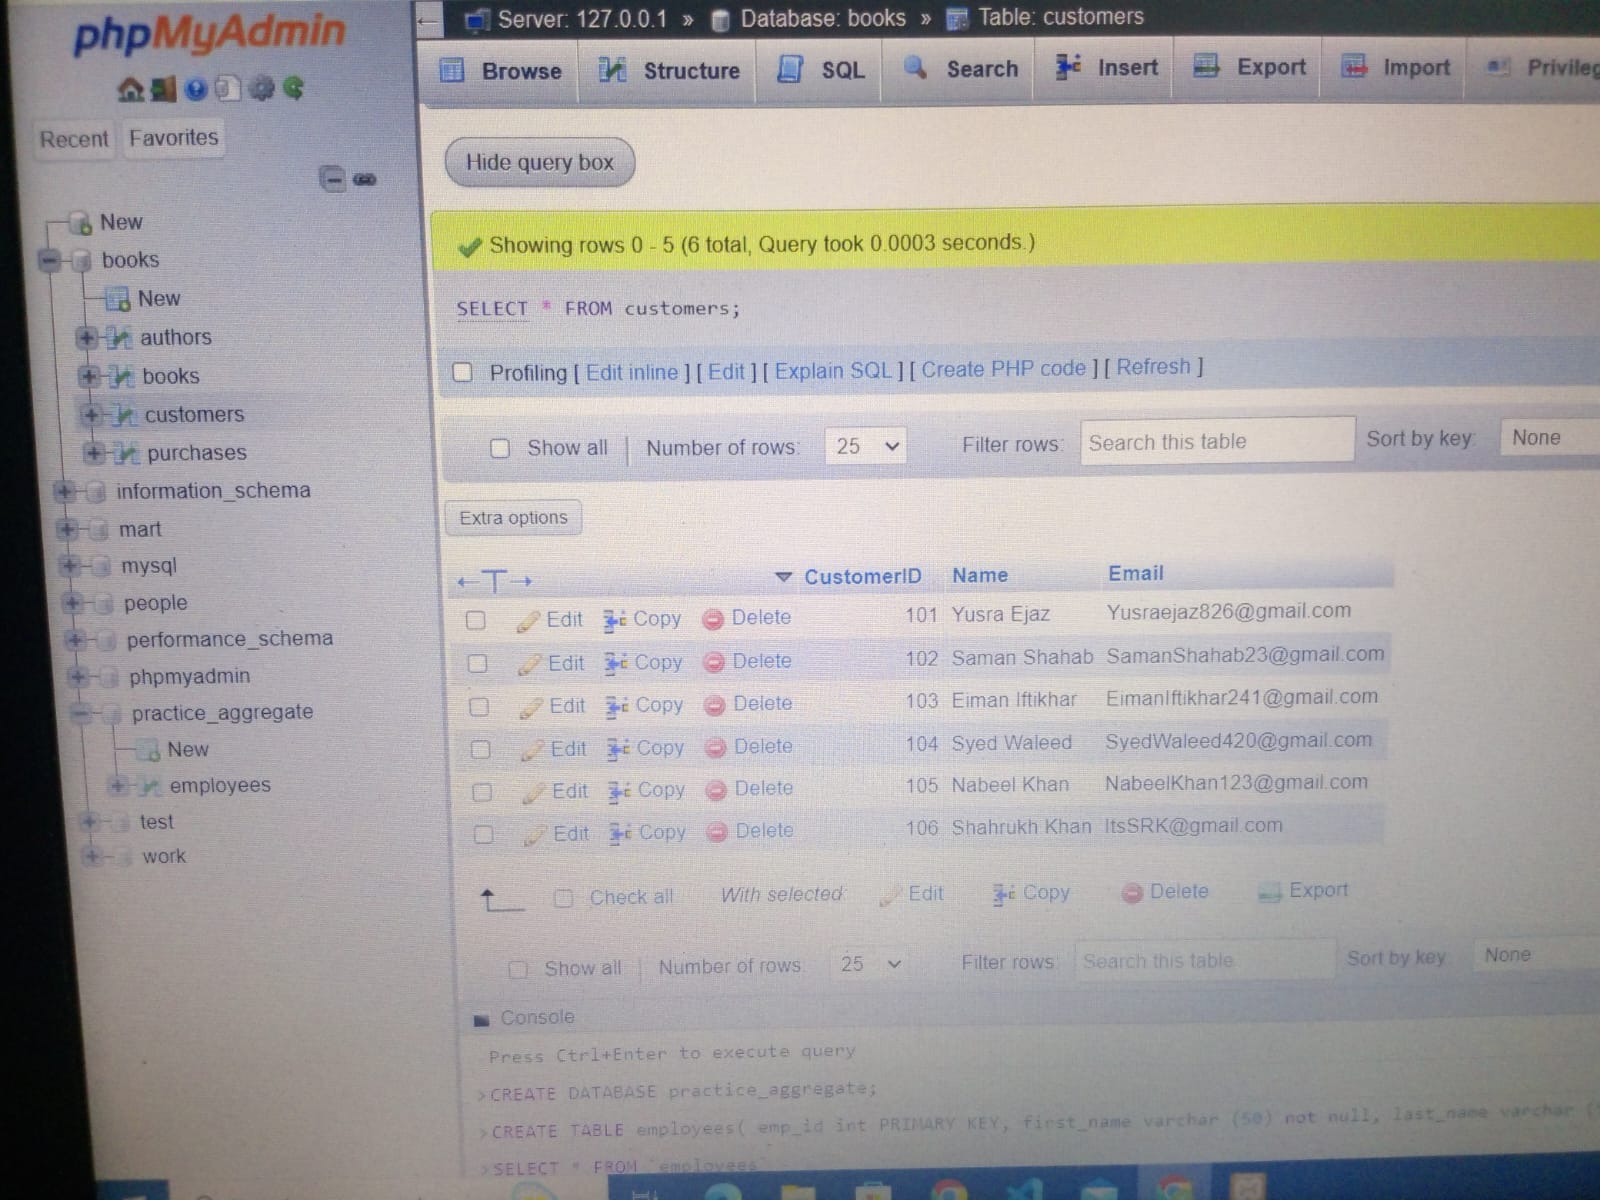 phpMyAdmin
Recent Favorites
New
books
New
authors
books
customers
purchases
information_schema
mart
mysql
people
performance_schema
phpmyadmin
practice_aggregate
New
employees
test
work
Server: 127.0.0.1 » Database: books » Table: customers
Browse Structure SQL Search Insert Export Import Privileg
Hide query box
Showing rows 0 - 5 (6 total, Query took 0.0003 seconds.)
SELECT * FROM customers;
Profiling [ Edit inline ] [ Edit ] [ Explain SQL ] [ Create PHP code ] [ Refresh ]
Show all Number of rows: 25 Filter rows: Search this table Sort by key: None
Extra options
←T→ CustomerID Name Email
Edit Copy Delete 101 Yusra Ejaz Yusraejaz826@gmail.com
Edit Copy Delete 102 Saman Shahab SamanShahab23@gmail.com
Edit Copy Delete 103 Eiman Iftikhar EimanIftikhar241@gmail.com
Edit Copy Delete 104 Syed Waleed SyedWaleed420@gmail.com
Edit Copy Delete 105 Nabeel Khan NabeelKhan123@gmail.com
Edit Copy Delete 106 Shahrukh Khan ItsSRK@gmail.com
Check all With selected: Edit Copy Delete Export
Show all Number of rows: 25 Filter rows: Search this table Sort by key: None
Console
Press Ctrl+Enter to execute query
>CREATE DATABASE practice_aggregate;
>CREATE TABLE employees( emp_id int PRIMARY KEY, first_name varchar (50) not null, last_name varchar (
>SELECT * FROM `employees`